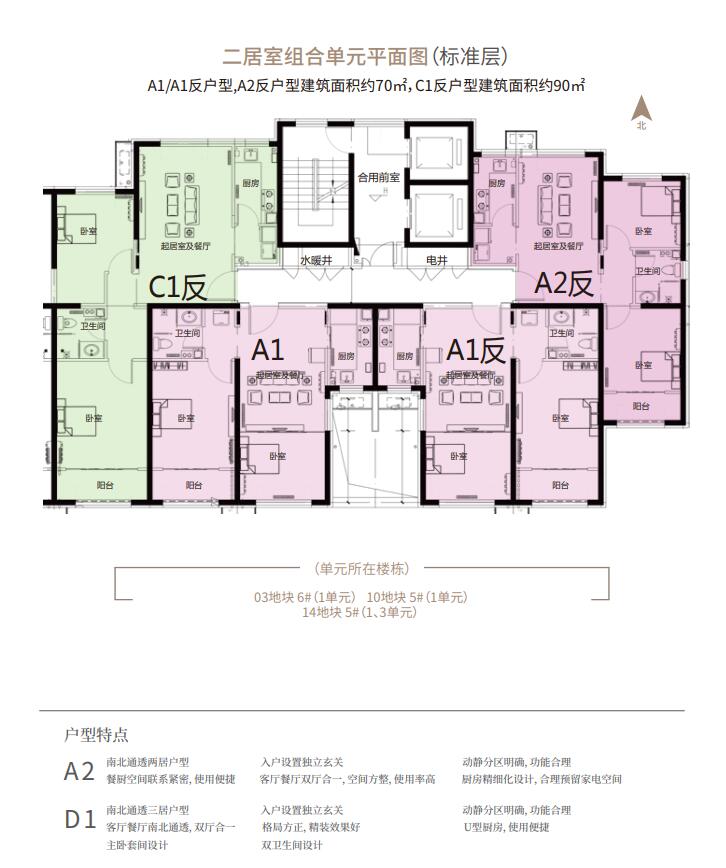 二居室组合单元平面图(标准层)
A1/A1反户型,A2反户型建筑面积约70㎡,C1反户型建筑面积约90㎡
北
厨房
合用前室
H
厨房
卧室
起居室及餐厅
起居室及餐厅
卧室
水暖井
电井
卫生间
C1反
A2反
卫生间
卫生间
A1
厨房
厨房
A1反
卫生间
起居室及餐厅
起居室及餐厅
卧室
卧室
卧室
卧室
卧室
阳台
卧室
卧室
阳台
阳台
阳台
(单元所在楼栋)
03地块 6#(1单元) 10地块 5#(1单元)
14地块 5#(1、3单元)
户型特点
A2
南北通透两居户型 入户设置独立玄关 动静分区明确, 功能合理
餐厨空间联系紧密, 使用便捷 客厅餐厅双厅合一, 空间方整, 使用率高 厨房精细化设计, 合理预留家电空间
D1
南北通透三居户型 入户设置独立玄关 动静分区明确, 功能合理
客厅餐厅南北通透, 双厅合一 格局方正, 精装效果好 U型厨房, 使用便捷
主卧套间设计 双卫生间设计